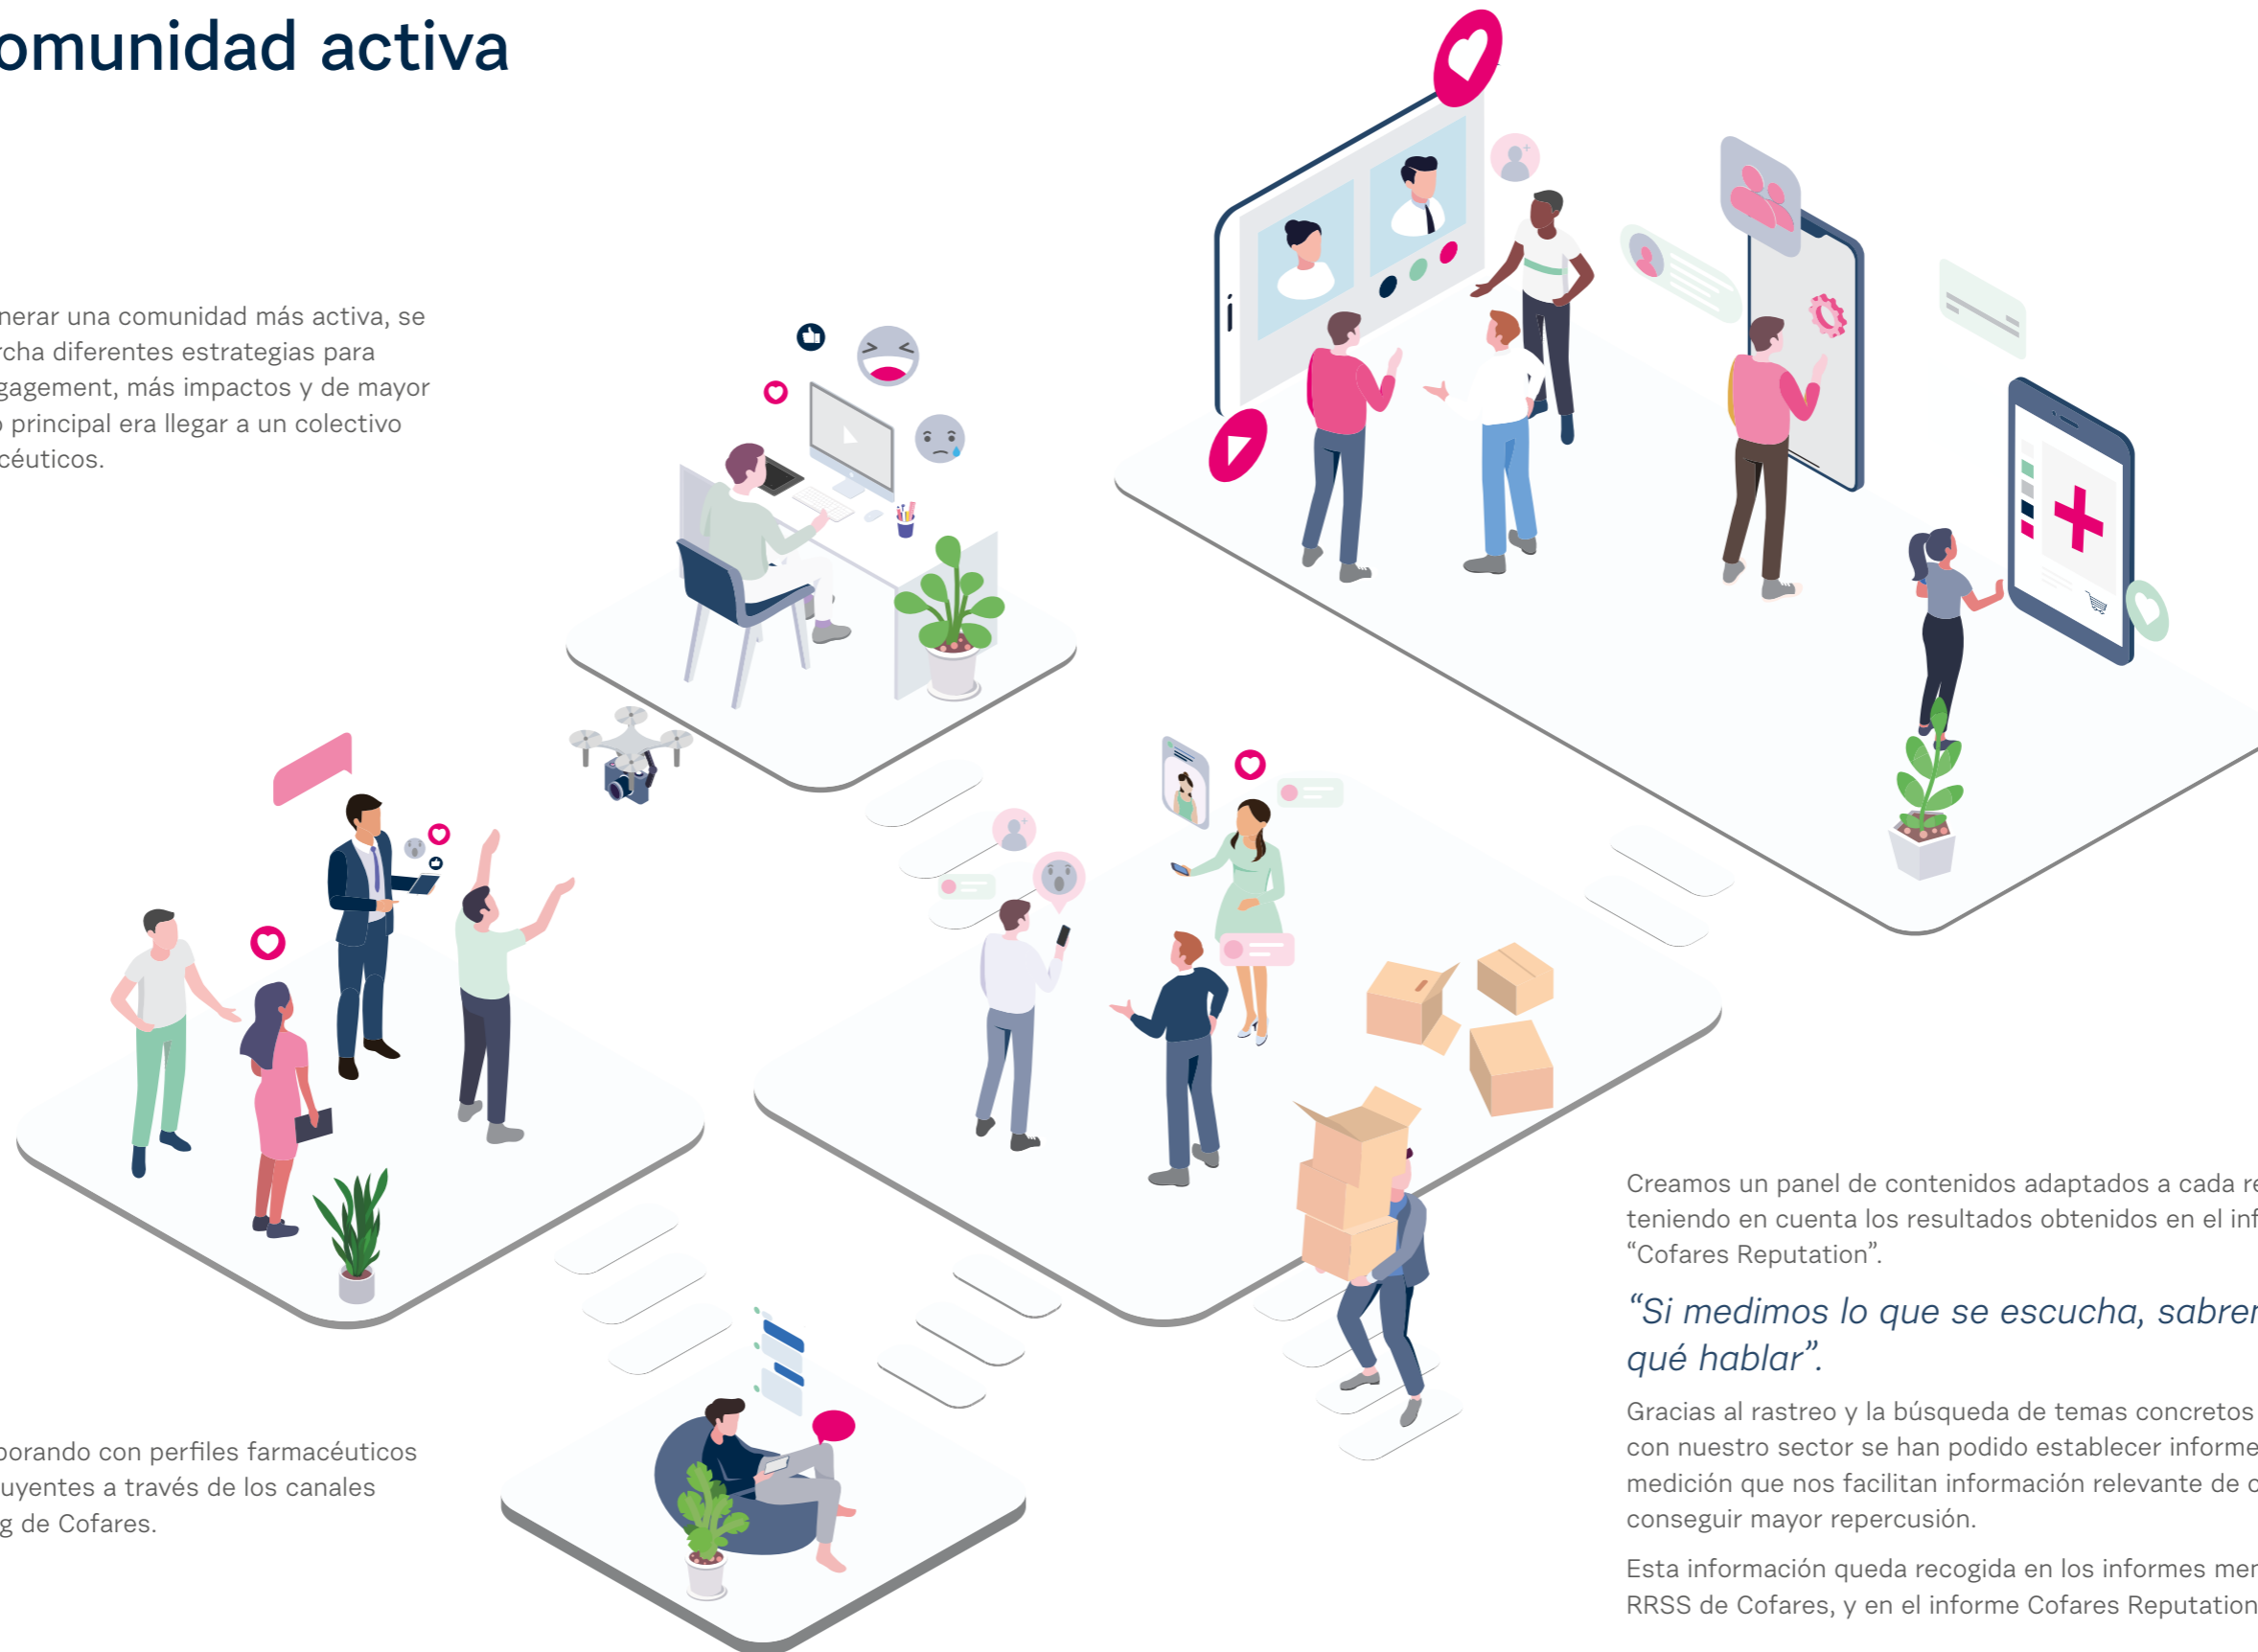 omunidad activa
nerar una comunidad más activa, se
rcha diferentes estrategias para
gagement, más impactos y de mayor
o principal era llegar a un colectivo
céuticos.
borando con perfiles farmacéuticos
uyentes a través de los canales
g de Cofares.
Creamos un panel de contenidos adaptados a cada re
teniendo en cuenta los resultados obtenidos en el inf
“Cofares Reputation”.
“Si medimos lo que se escucha, sabrer
qué hablar”.
Gracias al rastreo y la búsqueda de temas concretos
con nuestro sector se han podido establecer informe
medición que nos facilitan información relevante de c
conseguir mayor repercusión.
Esta información queda recogida en los informes men
RRSS de Cofares, y en el informe Cofares Reputation